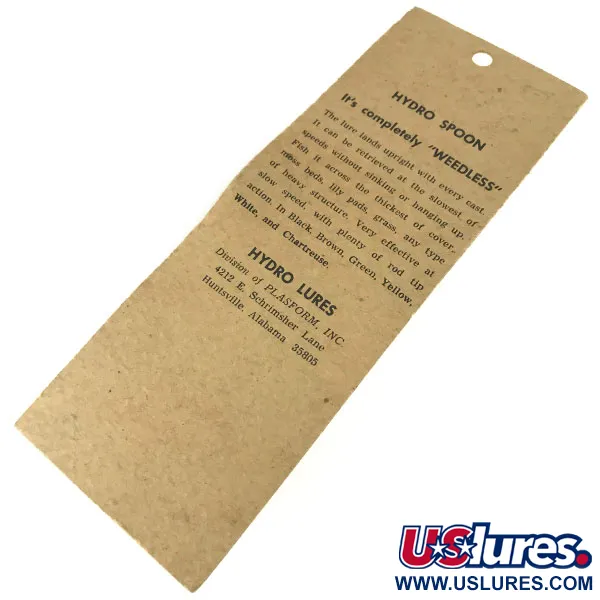 HYDRO SPOON
It's completely "WEEDLESS"
The lure lands upright with every cast.
It can be retrieved at the slowest of
speeds without sinking or hanging up.
Fish it across the thickest of cover,
moss beds, lily pads, grass, any type
of heavy structure. Very effective at
slow speed, with plenty of rod tip
action. In Black, Brown, Green, Yellow,
White, and Chartreuse.
HYDRO LURES
Division of PLASFORM, INC.
4212 E. Schrimsher Lane
Huntsville, Alabama 35805
USlures.
WWW.USLURES.COM